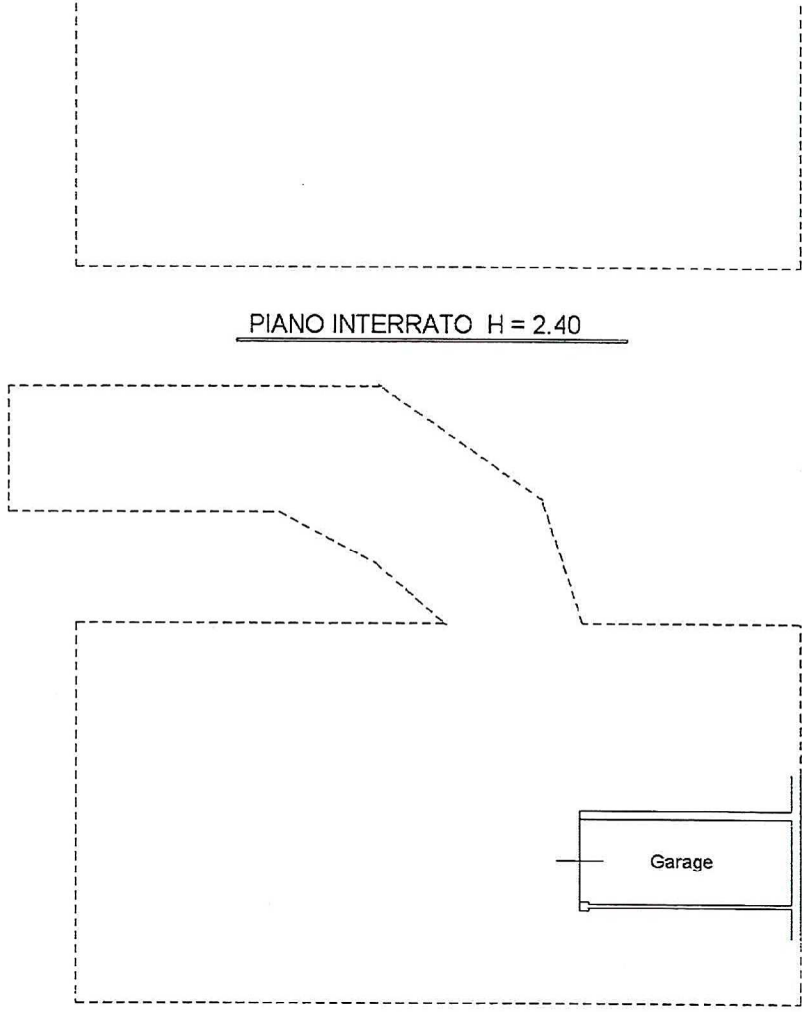 PIANO INTERRATO H = 2.40
Garage